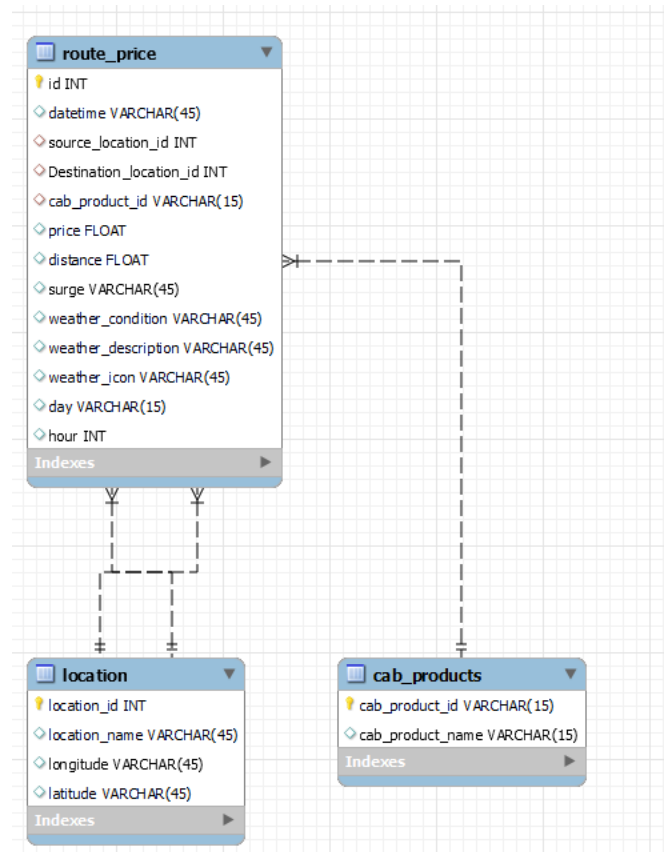 route_price
id INT
datetime VARCHAR(45)
source_location_id INT
Destination_location_id INT
cab_product_id VARCHAR(15)
price FLOAT
distance FLOAT
surge VARCHAR(45)
weather_condition VARCHAR(45)
weather_description VARCHAR(45)
weather_icon VARCHAR(45)
day VARCHAR(15)
hour INT
Indexes
location
location_id INT
location_name VARCHAR(45)
longitude VARCHAR(45)
latitude VARCHAR(45)
Indexes
cab_products
cab_product_id VARCHAR(15)
cab_product_name VARCHAR(15)
Indexes